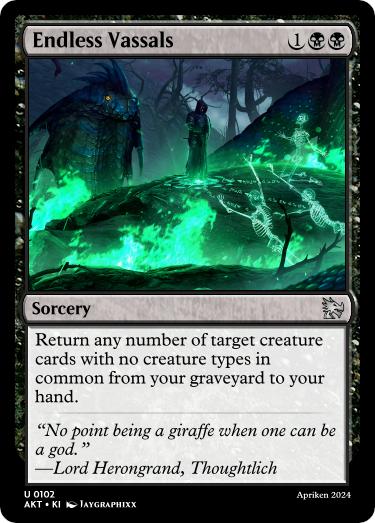 Endless Vassals 1
Sorcery
Return any number of target creature
cards with no creature types in
common from your graveyard to your
hand.
“No point being a giraffe when one can be
a god.”
—Lord Herongrand, Thoughtlich
U 0102
AKT • KI JAYGRAPHIXX
Apriken 2024